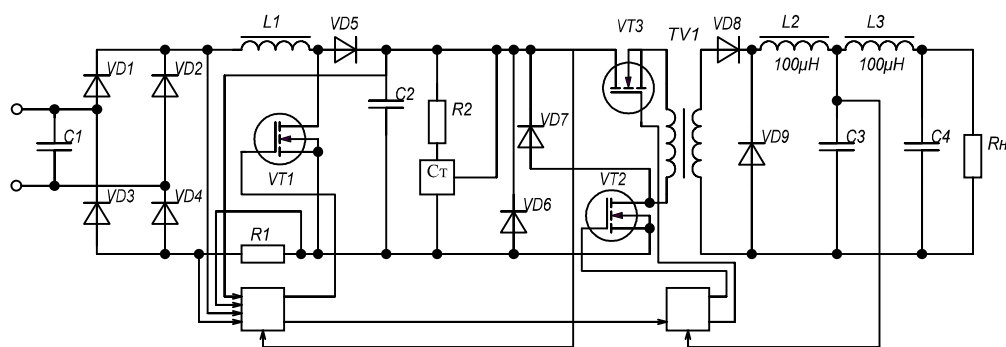 L1
VD5
VT3
TV1
VD8
L2
L3
VD1
VD2
100μH
100μH
C1
C2
R2
VD7
VD9
C3
C4
Rн
VT1
Ст
VT2
VD3
VD4
VD6
R1